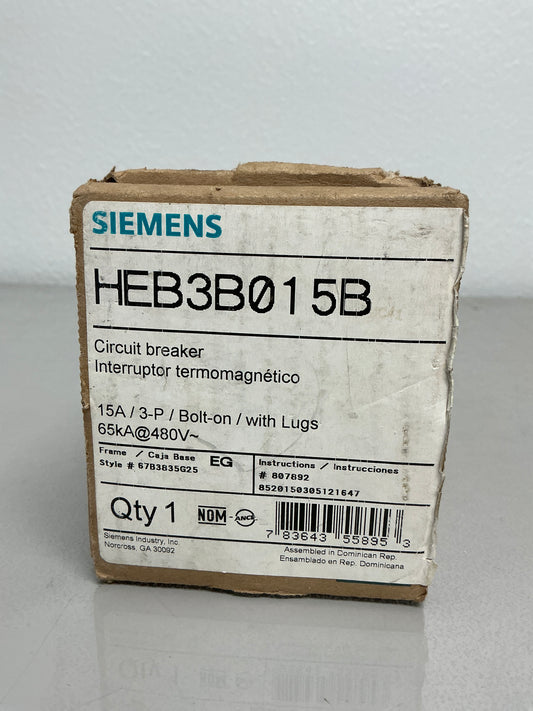 SIEMENS
HEB3B015B
Circuit breaker
Interruptor termomagnético
15A / 3-P / Bolt-on / with Lugs
65kA@480V~
Frame / Caja Base EG
Style # 67B3835G25
Instructions / Instrucciones
# 807892
8520150305121647
Qty 1
NOM-ANCE
7 83643 55895 3
Siemens Industry, Inc.
Norcross, GA 30092
Assembled in Dominican Rep.
Ensamblado en Rep. Dominicana